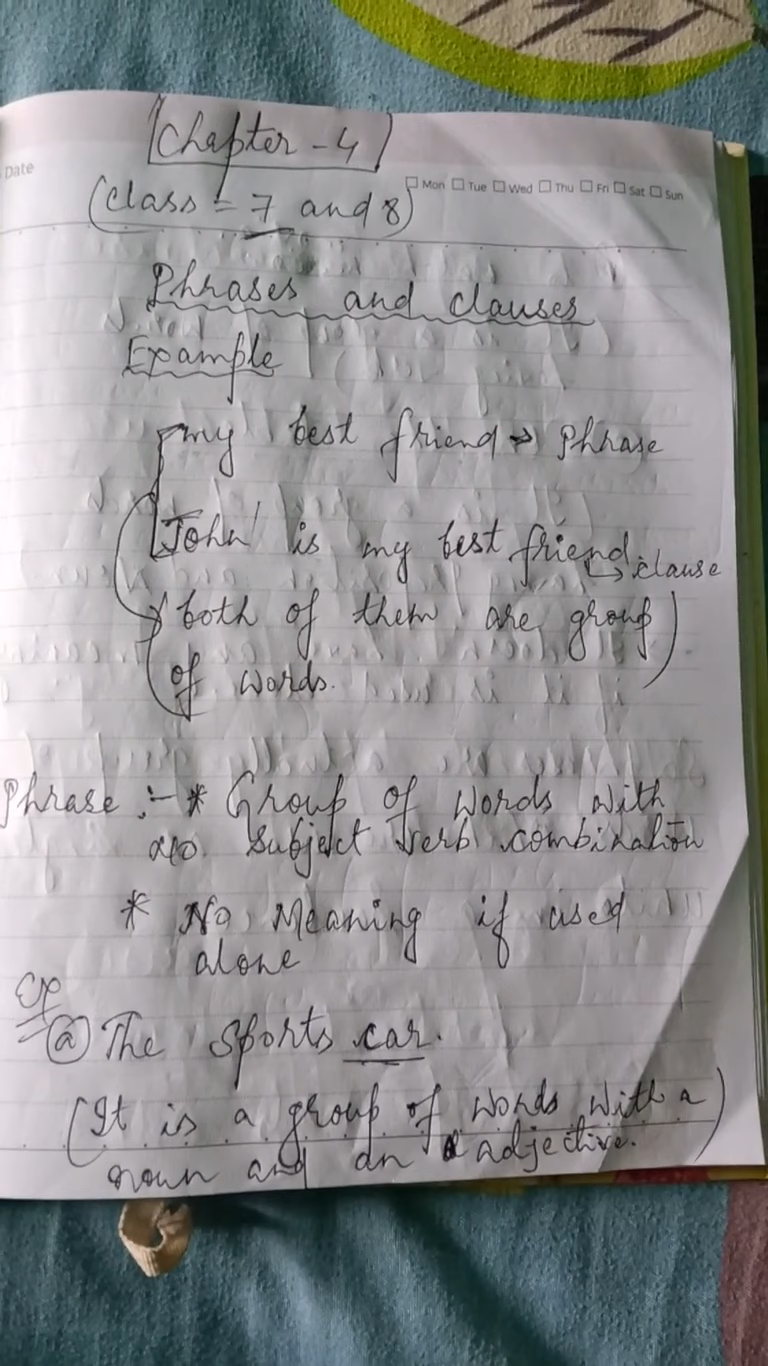 Chapter - 4
Date
Mon Tue Wed Thu Fri Sat Sun
(Class = 7 and 8)
Phrases and clauses
Example
my best friend → Phrase
John is my best friend → clause
both of them are group
of words.
Phrase :- * Group of words with
no subject verb combination
* No Meaning if used
alone
Ex
(a) The sports car.
(It is a group of words with a
noun and an adjective.)